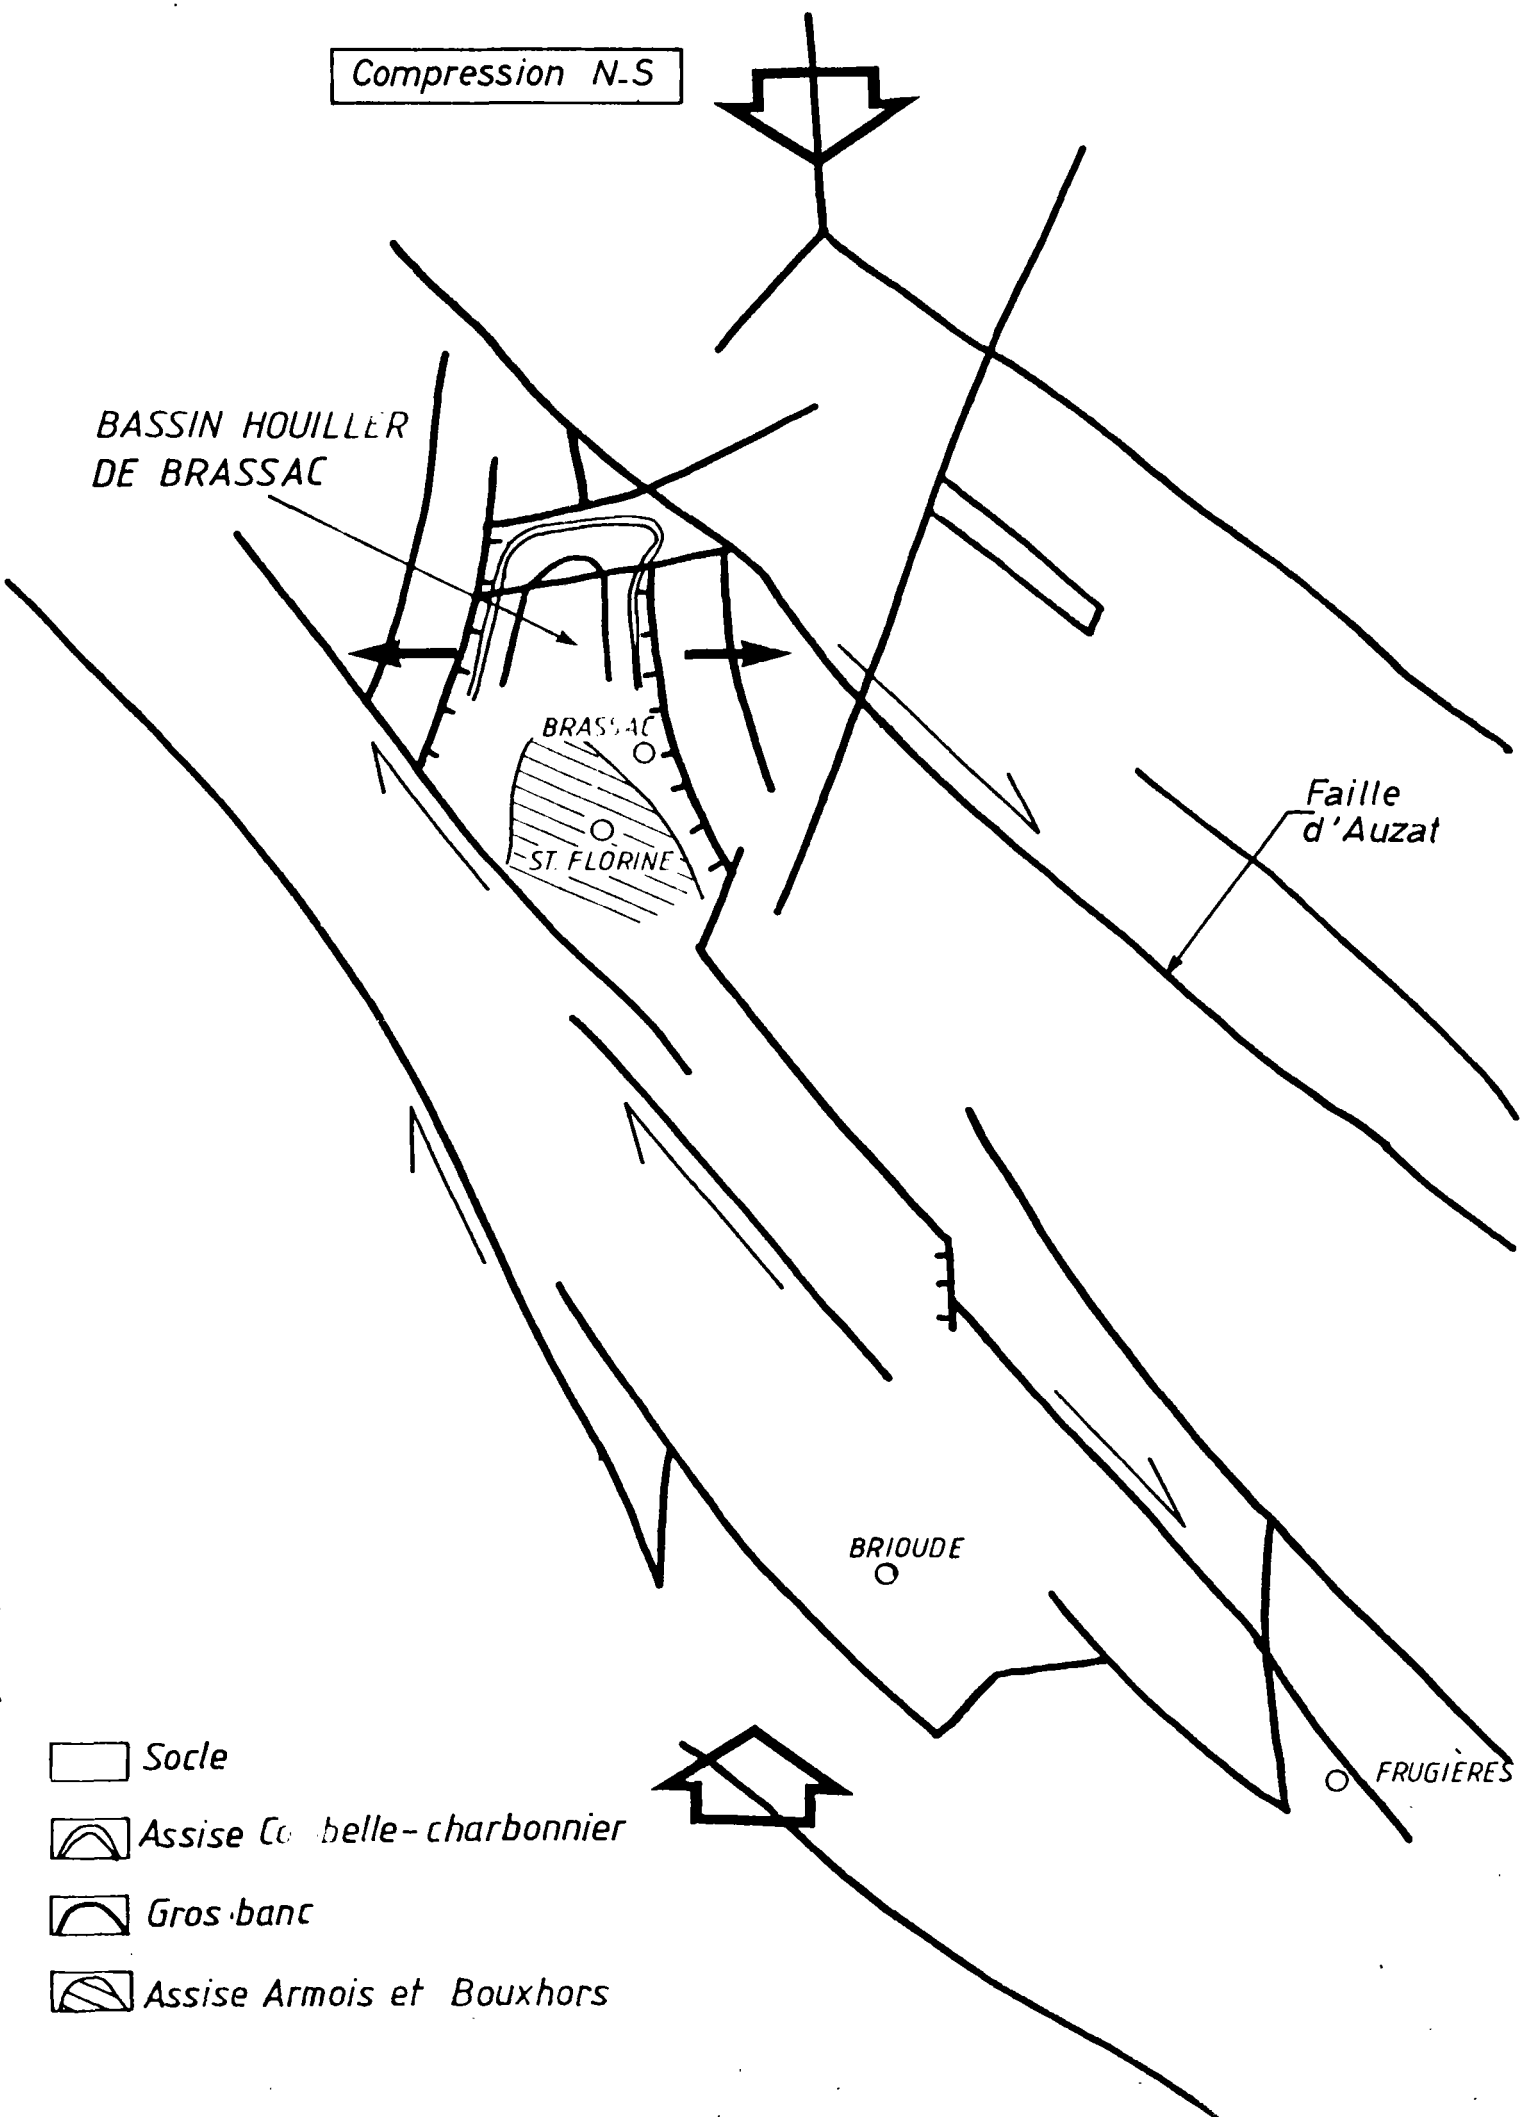 Compression N-S
BASSIN HOUILLER
DE BRASSAC
BRASSAC
ST. FLORINE
Faille
d'Auzat
BRIOUDE
FRUGIÈRES
Socle
Assise belle-charbonnier
Gros banc
Assise Armois et Bouxhors